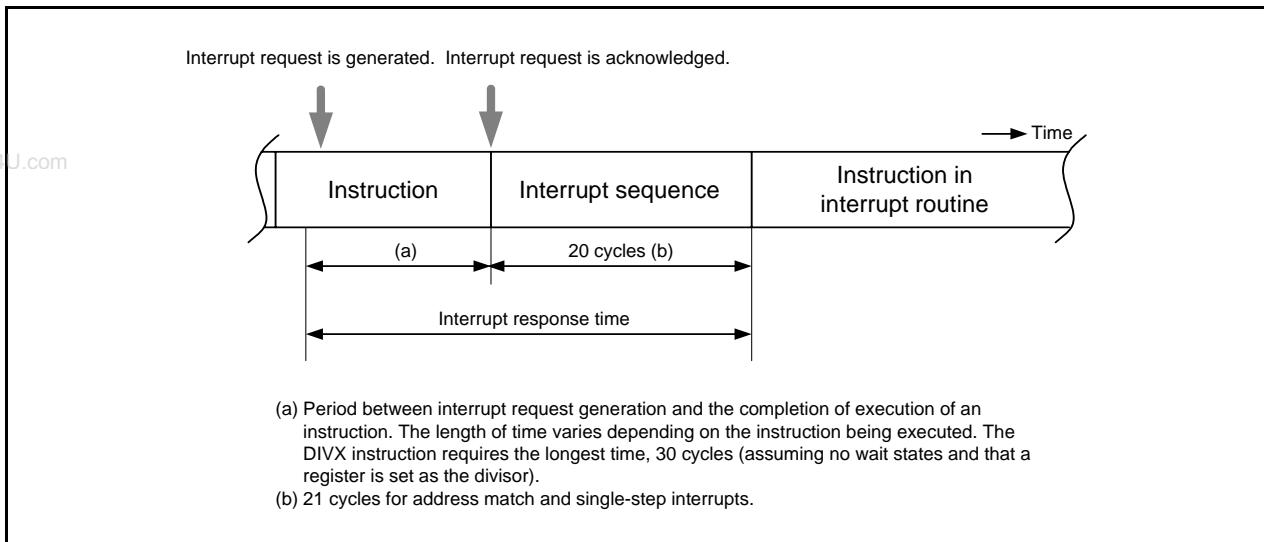 Interrupt request is generated. Interrupt request is acknowledged.
Time
4U.com
Instruction
Interrupt sequence
Instruction in
interrupt routine
(a)
20 cycles (b)
Interrupt response time
(a) Period between interrupt request generation and the completion of execution of an
instruction. The length of time varies depending on the instruction being executed. The
DIVX instruction requires the longest time, 30 cycles (assuming no wait states and that a
register is set as the divisor).
(b) 21 cycles for address match and single-step interrupts.